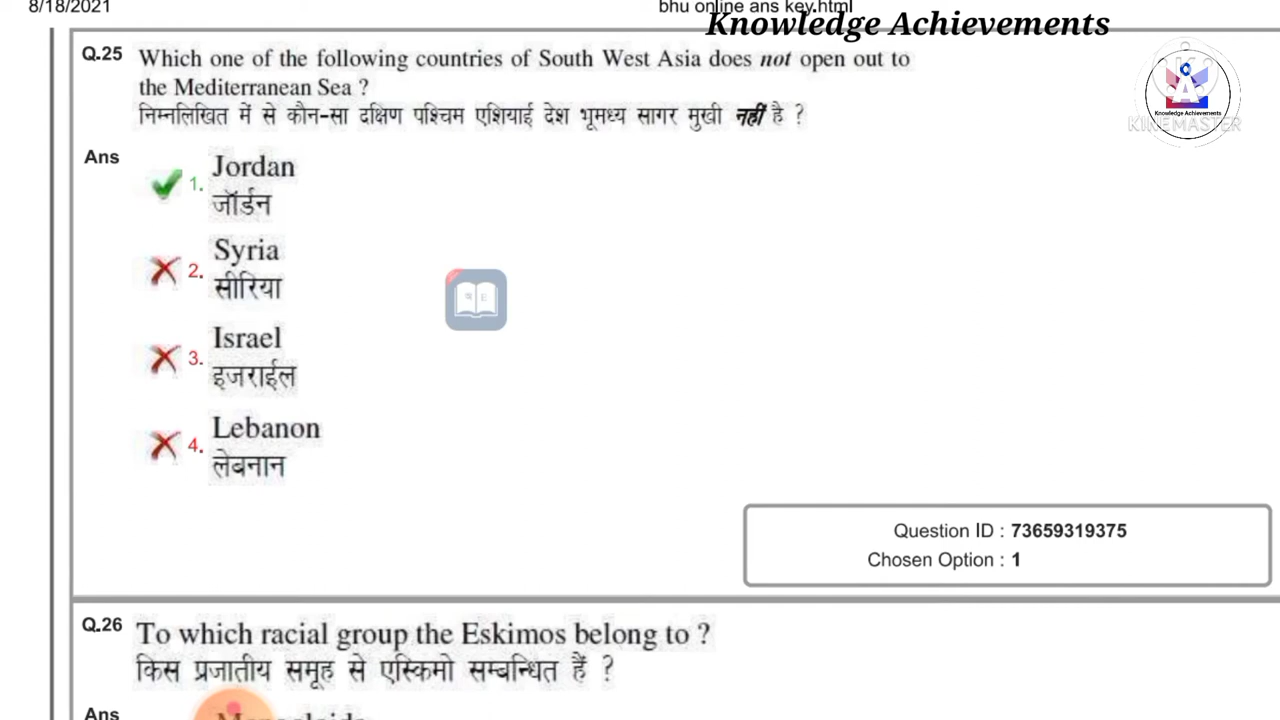 8/18/2021
bhu online ans key.html
Knowledge Achievements
Q.25 Which one of the following countries of South West Asia does not open out to
the Mediterranean Sea ?
निम्नलिखित में से कौन-सा दक्षिण पश्चिम एशियाई देश भूमध्य सागर मुखी नहीं है ?
Knowledge Achievements
KINEMASTER
Ans
1. Jordan
जॉर्डन
2. Syria
सीरिया
3. Israel
इजराईल
4. Lebanon
लेबनान
Question ID : 73659319375
Chosen Option : 1
Q.26 To which racial group the Eskimos belong to ?
किस प्रजातीय समूह से एस्किमो सम्बन्धित हैं ?
Ans